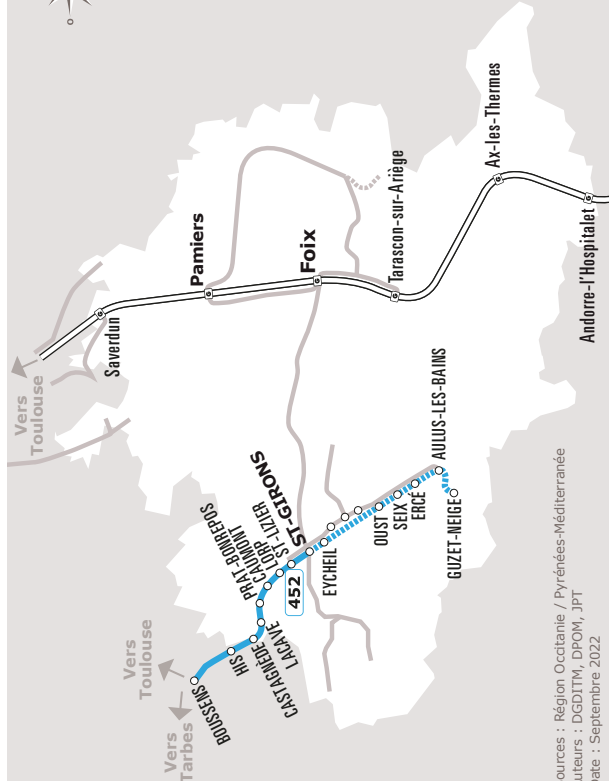 Vers
Toulouse
Saverdun
Pamiers
Foix
Tarascon-sur-Ariège
Ax-les-Thermes
Andorre-l'Hospitalet
Vers
Tarbes
Vers
Toulouse
BOUSSENS
HIS
CASTAGNÈDE
LACAVE
PRAT-BONREPOS
CAUMONT
LORP
ST-LIZIER
ST-GIRONS
452
EYCHEIL
OUST
SEIX
ERCÉ
AULUS-LES-BAINS
GUZET-NEIGE
ources : Région Occitanie / Pyrénées-Méditerranée
uteurs : DGDITM, DPOM, JPT
ate : Septembre 2022